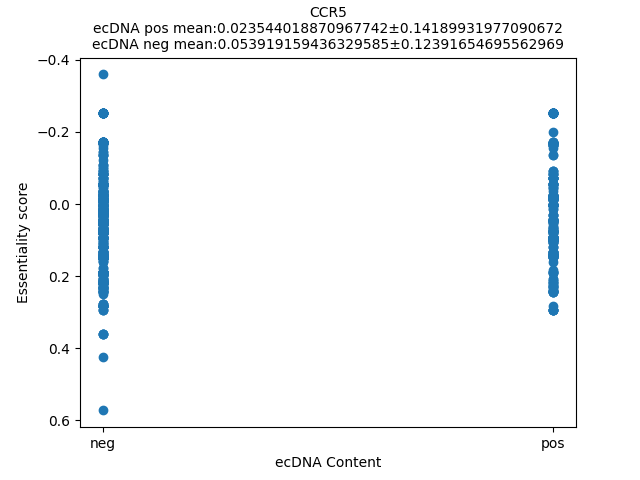 CCR5
ecDNA pos mean:0.023544018870967742±0.14189931977090672
ecDNA neg mean:0.053919159436329585±0.12391654695562969
−0.4
−0.2
0.0
0.2
0.4
0.6
Essentiality score
neg
pos
ecDNA Content